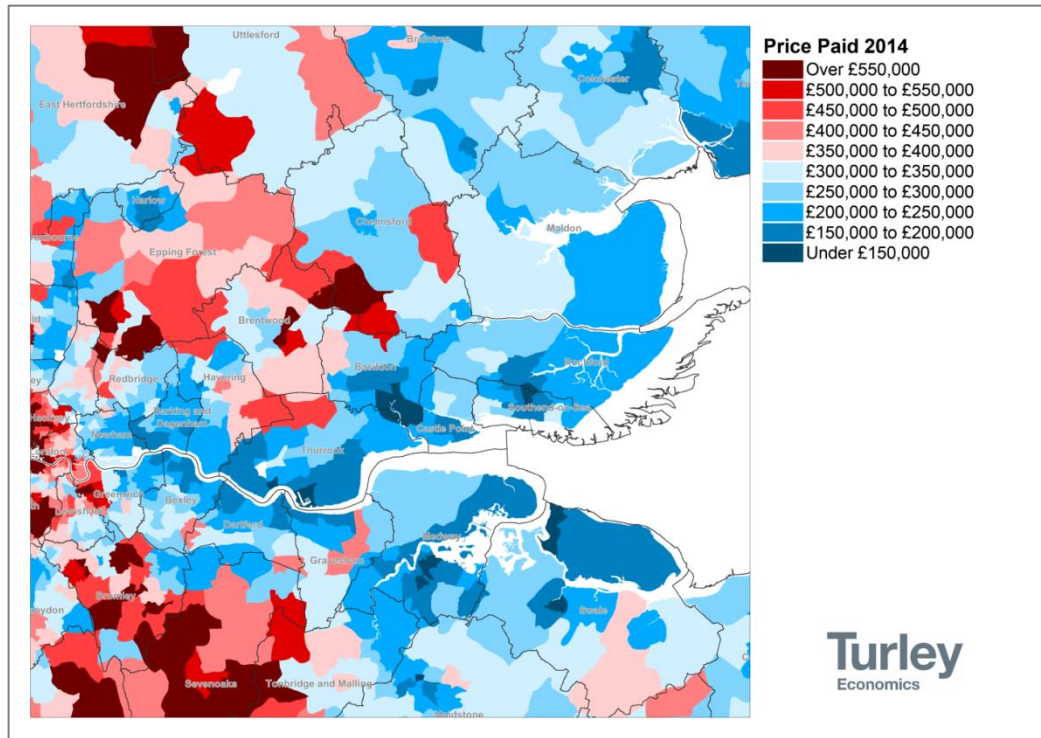 Uttlesford
Braintree
Price Paid 2014
Over £550,000
£500,000 to £550,000
£450,000 to £500,000
£400,000 to £450,000
£350,000 to £400,000
£300,000 to £350,000
£250,000 to £300,000
£200,000 to £250,000
£150,000 to £200,000
Under £150,000
Colchester
East Hertfordshire
Harlow
Chelmsford
Maldon
Epping Forest
Brentwood
Rochford
Basildon
Redbridge
Havering
Southend-on-Sea
Hackney
Barking and
Dagenham
Castle Point
Newham
Thurrock
Greenwich
Bexley
Lewisham
Dartford
Medway
Gravesham
Bromley
Swale
Sevenoaks
Tonbridge and Malling
Maidstone
Turley
Economics